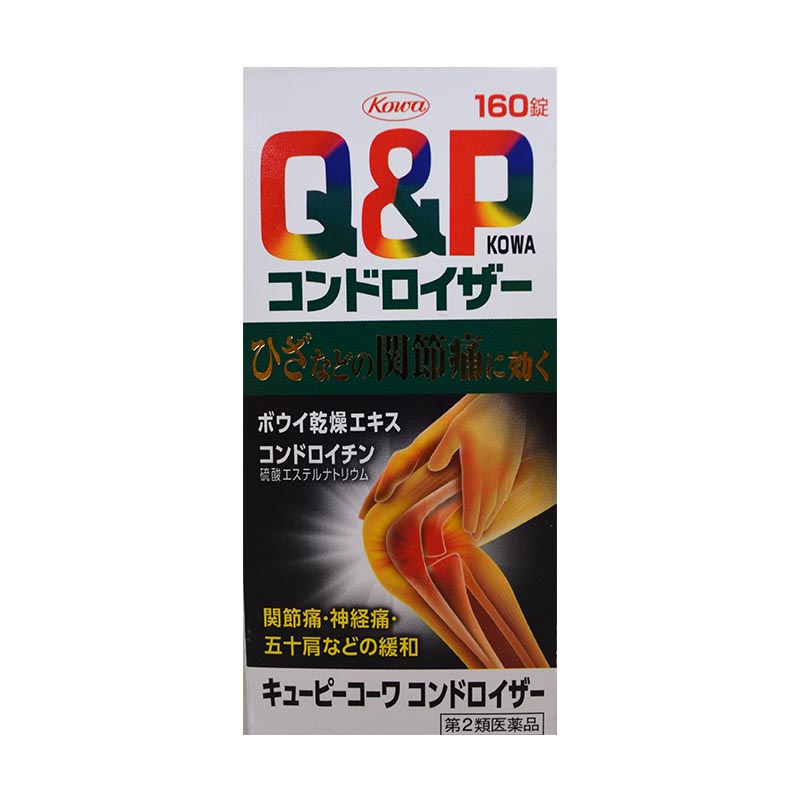 Kowa
160錠
Q&P
KOWA
コンドロイザー
ひざなどの関節痛に効く
ボウイ乾燥エキス
コンドロイチン
硫酸エステルナトリウム
関節痛・神経痛・
五十肩などの緩和
キューピーコーワ コンドロイザー
第2類医薬品